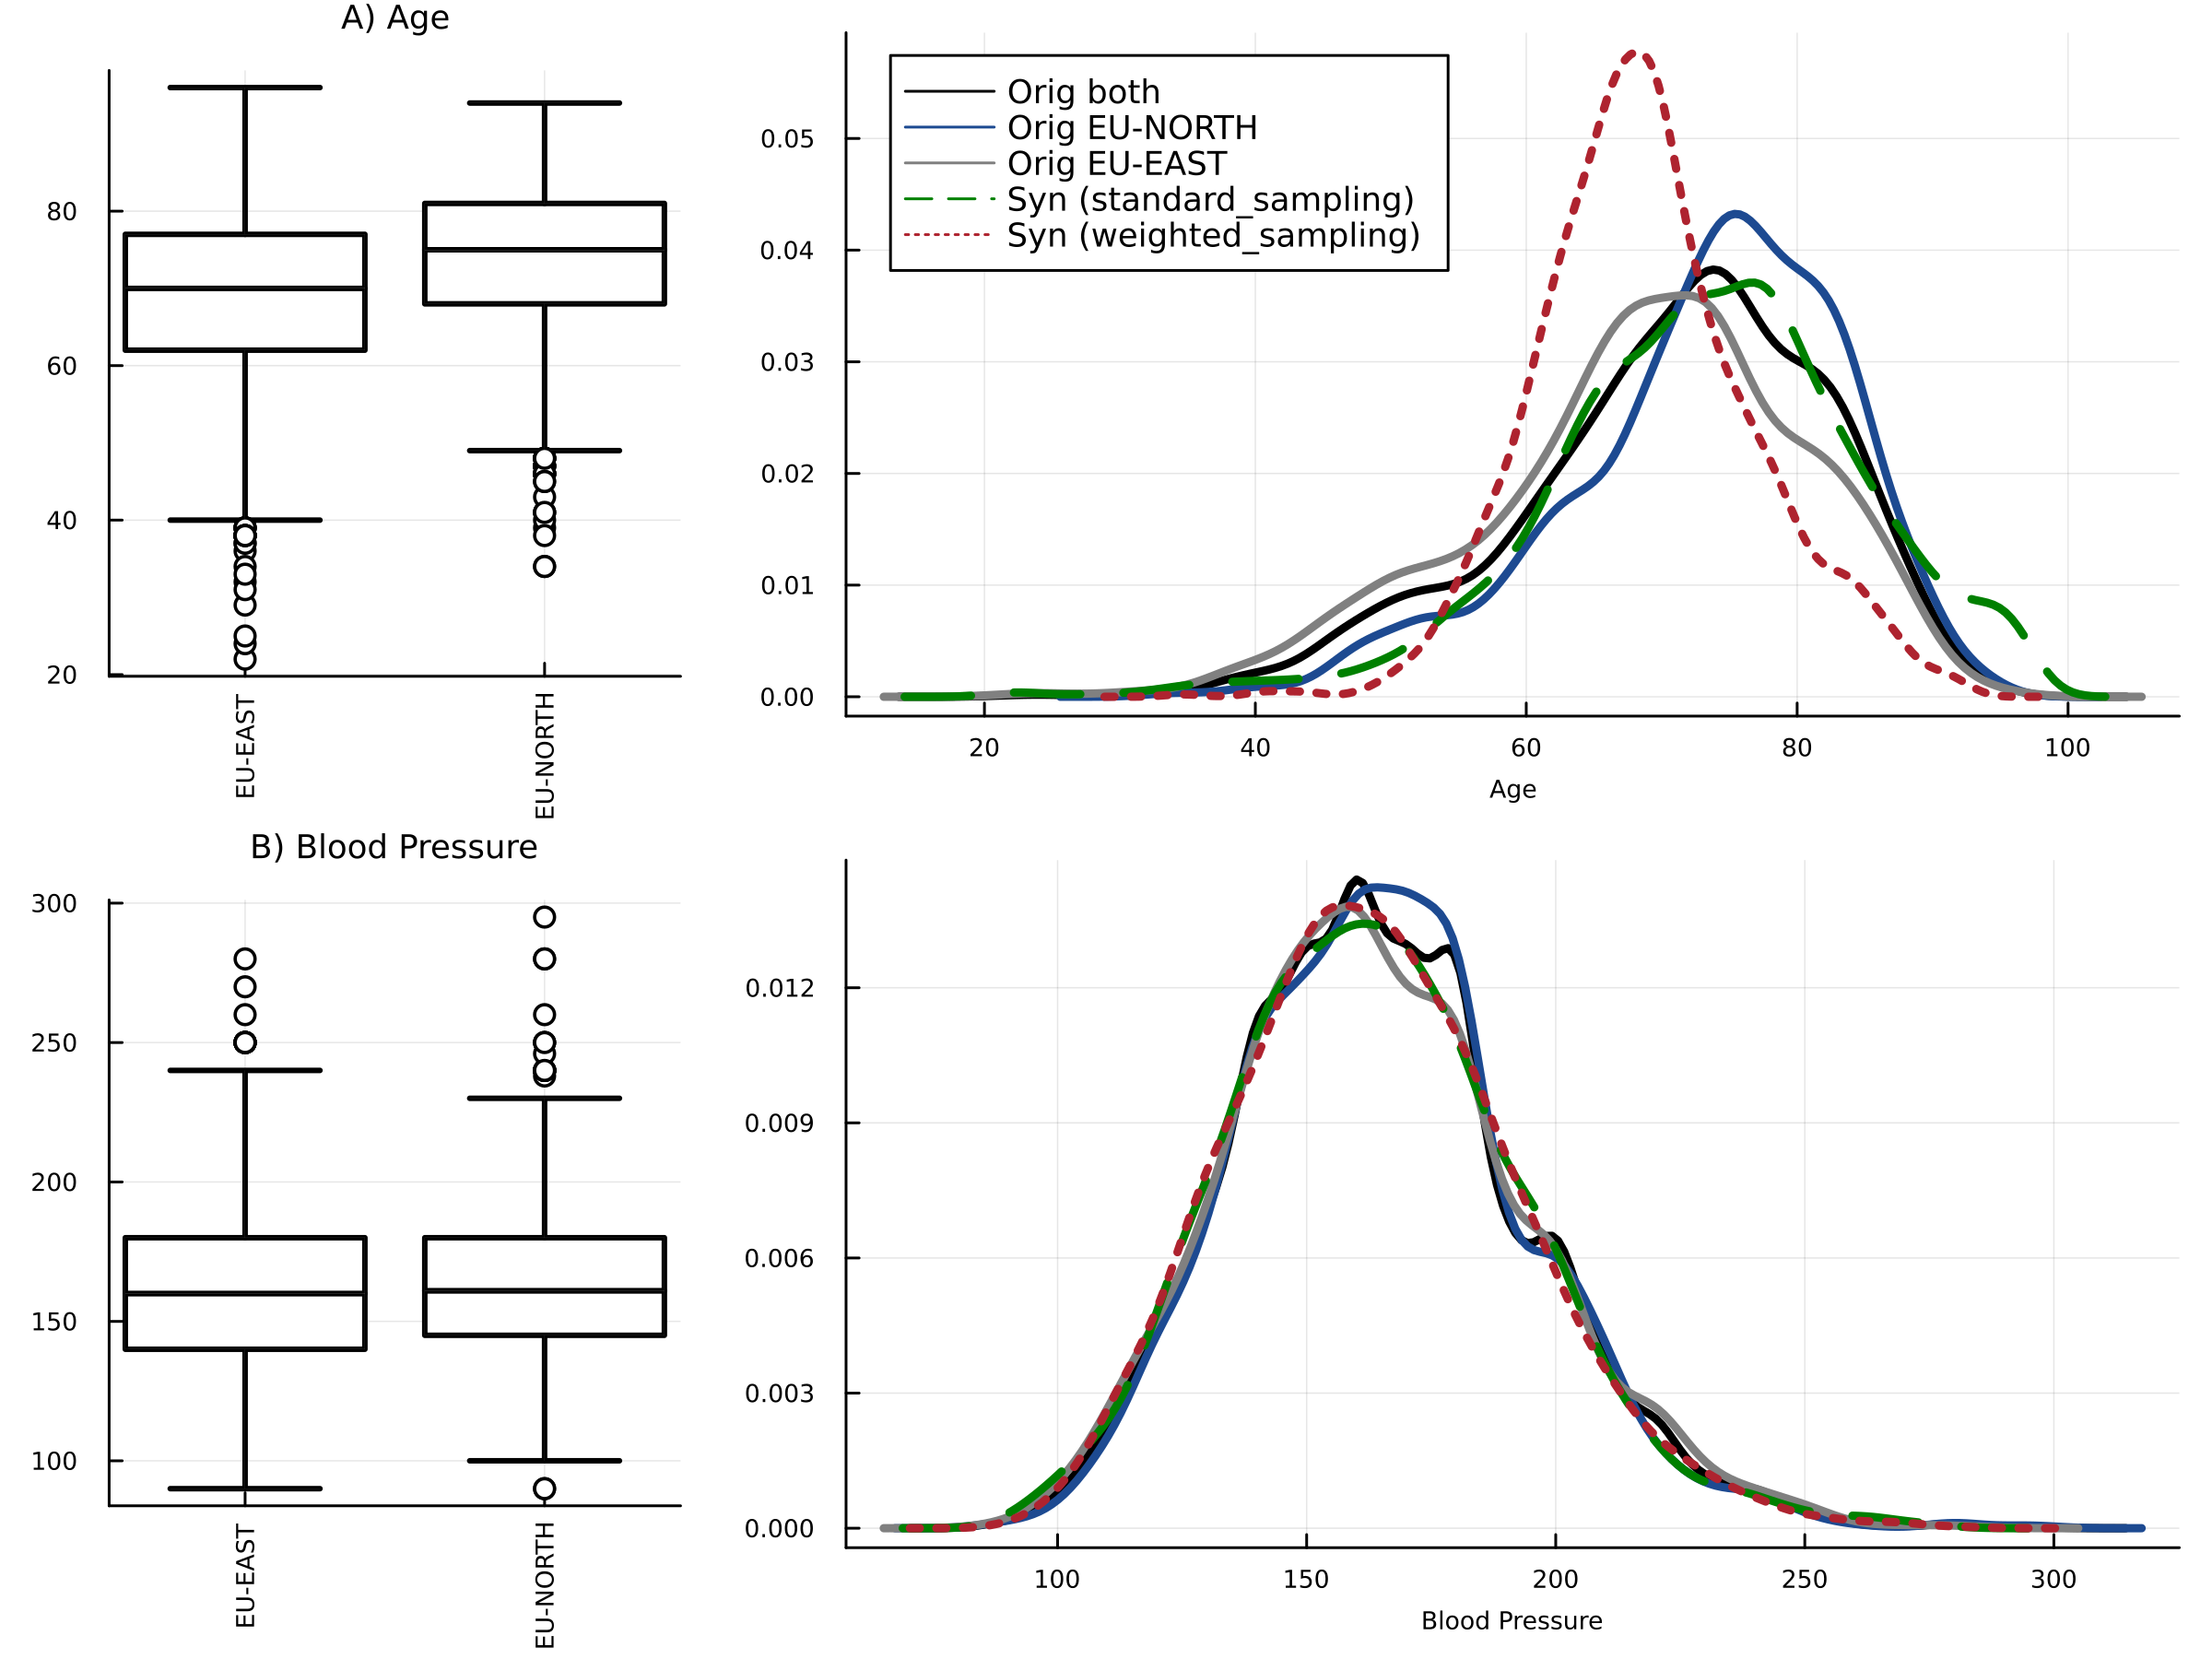 A) Age
80
60
40
20
EU-EAST
EU-NORTH
Orig both
Orig EU-NORTH
Orig EU-EAST
Syn (standard_sampling)
Syn (weighted_sampling)
0.05
0.04
0.03
0.02
0.01
0.00
20 40 60 80 100
Age
B) Blood Pressure
300
250
200
150
100
EU-EAST
EU-NORTH
0.012
0.009
0.006
0.003
0.000
100 150 200 250 300
Blood Pressure